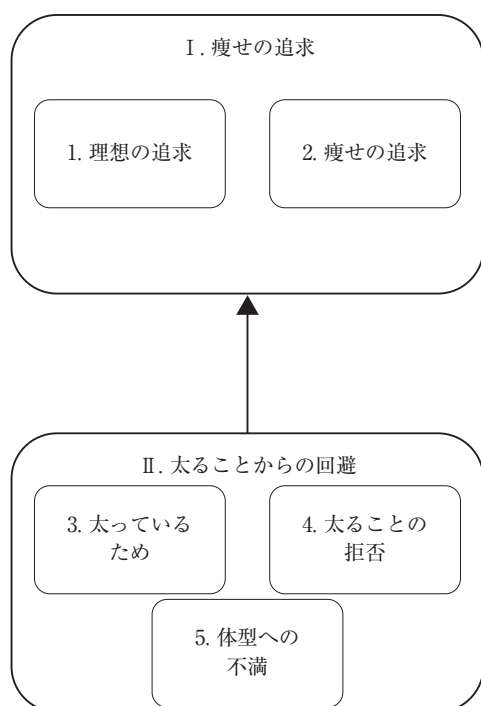 Ⅰ. 痩せの追求
1. 理想の追求
2. 痩せの追求
Ⅱ. 太ることからの回避
3. 太っている
ため
4. 太ることの
拒否
5. 体型への
不満